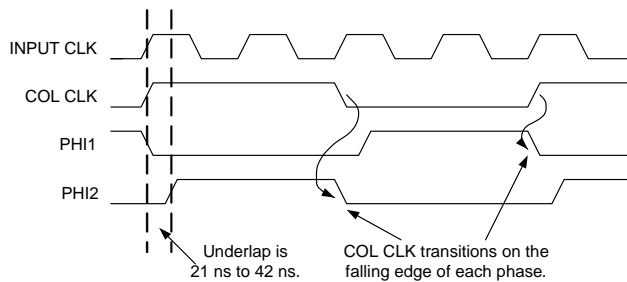 INPUT CLK
COL CLK
PHI1
PHI2
Underlap is
21 ns to 42 ns.
COL CLK transitions on the
falling edge of each phase.